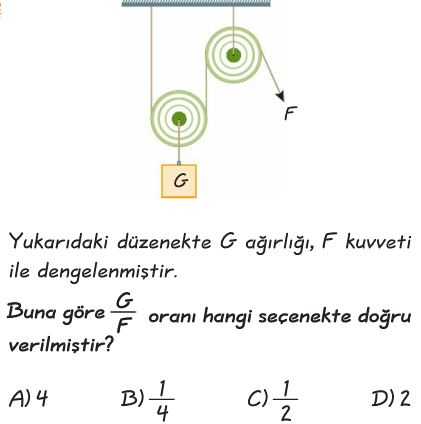 F
G
Yukarıdaki düzenekte G ağırlığı, F kuvveti
ile dengelenmiştir.
Buna göre G/F oranı hangi seçenekte doğru
verilmiştir?
A) 4 B) 1/4 C) 1/2 D) 2